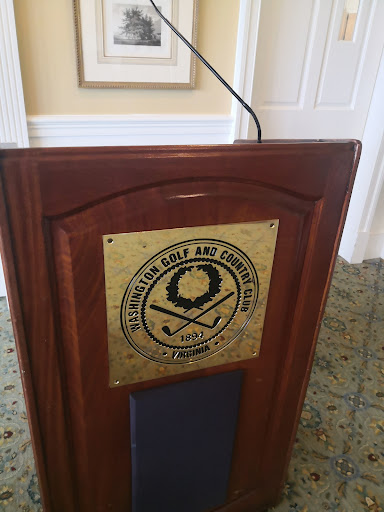 WASHINGTON GOLF AND COUNTRY CLUB
1894
• VIRGINIA •